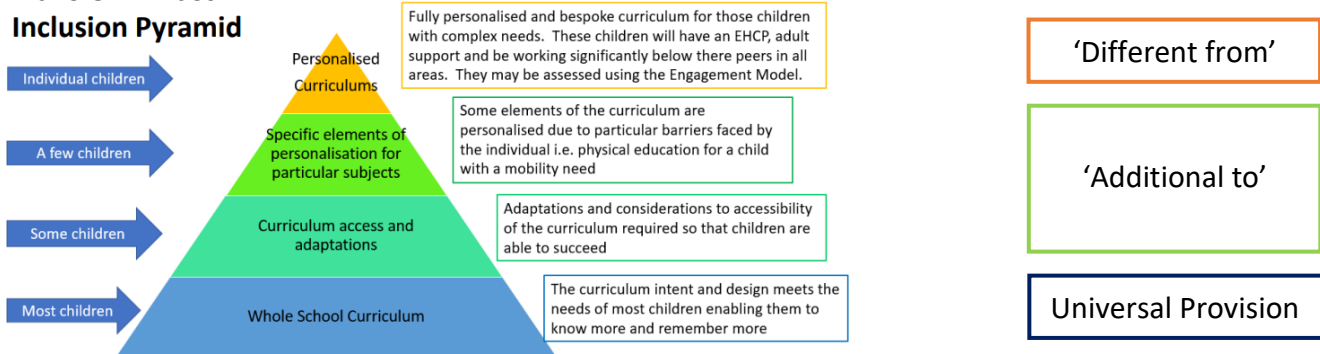 Inclusion Pyramid
Individual children
A few children
Some children
Most children
Personalised
Curriculums
Specific elements of
personalisation for
particular subjects
Curriculum access and
adaptations
Whole School Curriculum
Fully personalised and bespoke curriculum for those children
with complex needs. These children will have an EHCP, adult
support and be working significantly below there peers in all
areas. They may be assessed using the Engagement Model.
Some elements of the curriculum are
personalised due to particular barriers faced by
the individual i.e. physical education for a child
with a mobility need
Adaptations and considerations to accessibility
of the curriculum required so that children are
able to succeed
The curriculum intent and design meets the
needs of most children enabling them to
know more and remember more
‘Different from’
‘Additional to’
Universal Provision